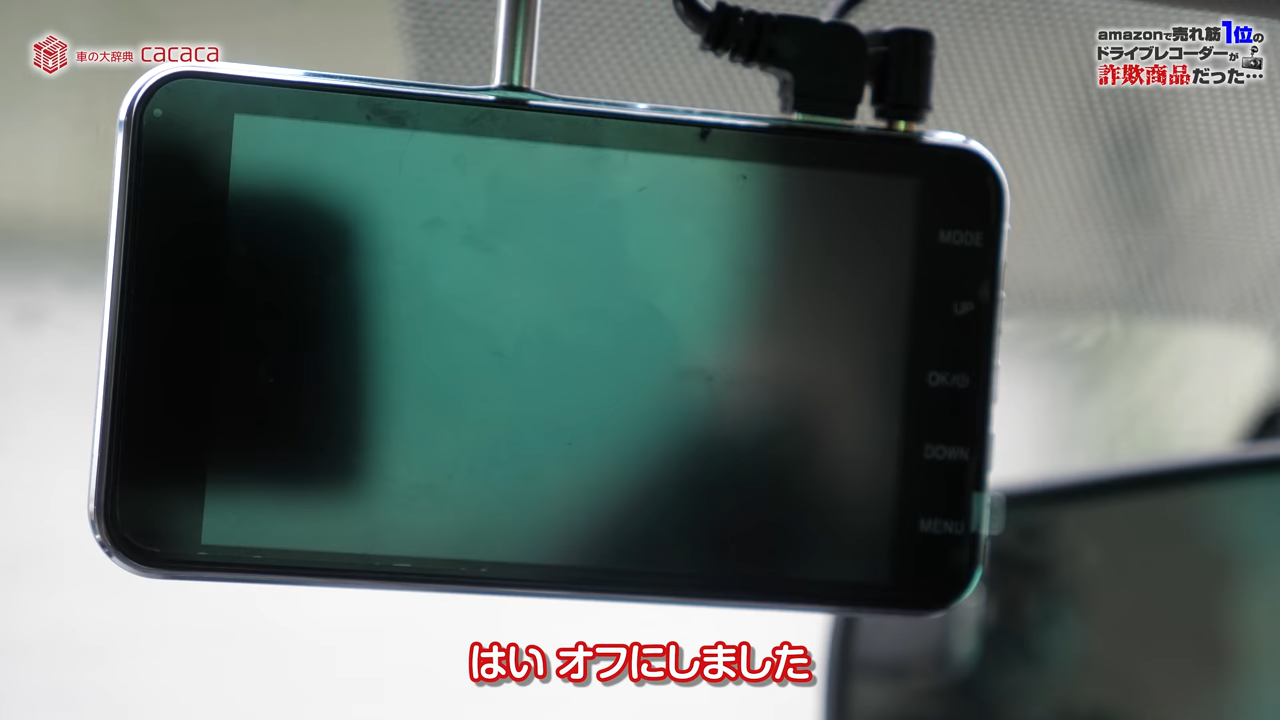 車の大辞典 cacaca
amazonで売れ筋1位の
ドライブレコーダーが
詐欺商品だった…
MODE
UP
OK/⊙
DOWN
MENU
はい オフにしました